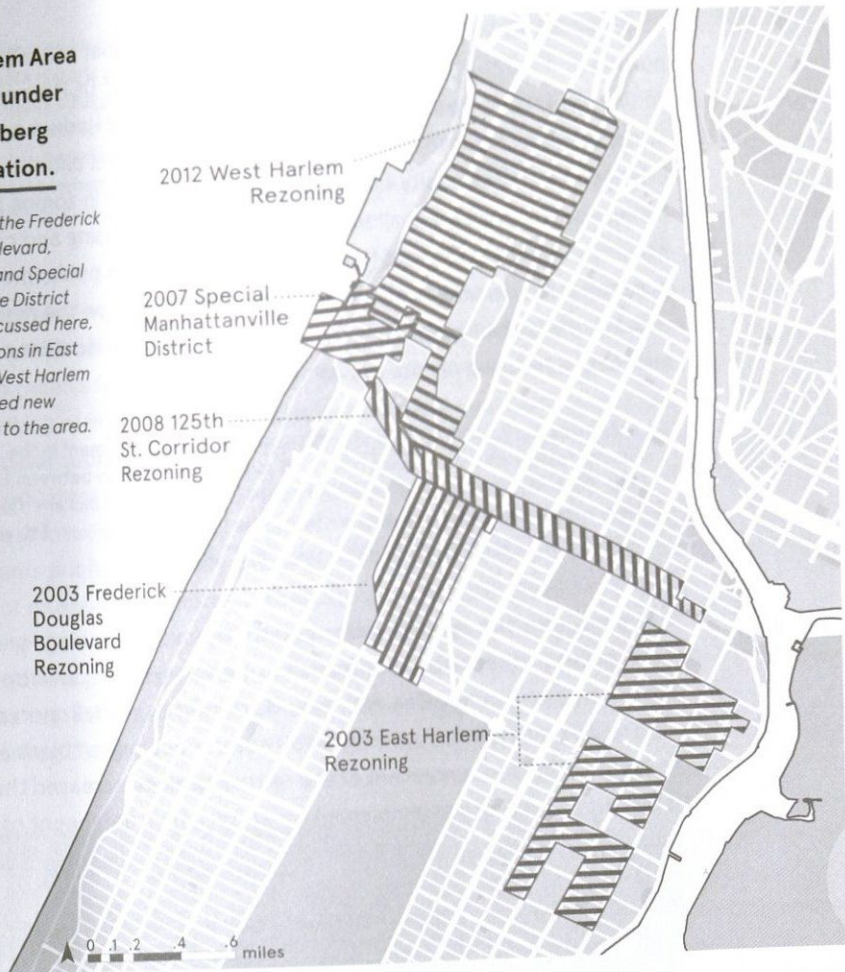 em Area
under
berg
ation.
the Frederick
levard,
and Special
e District
cussed here,
ons in East
West Harlem
ed new
to the area.
2012 West Harlem
Rezoning
2007 Special
Manhattanville
District
2008 125th
St. Corridor
Rezoning
2003 Frederick
Douglas
Boulevard
Rezoning
2003 East Harlem
Rezoning
0 .1 .2 .4 .6 miles